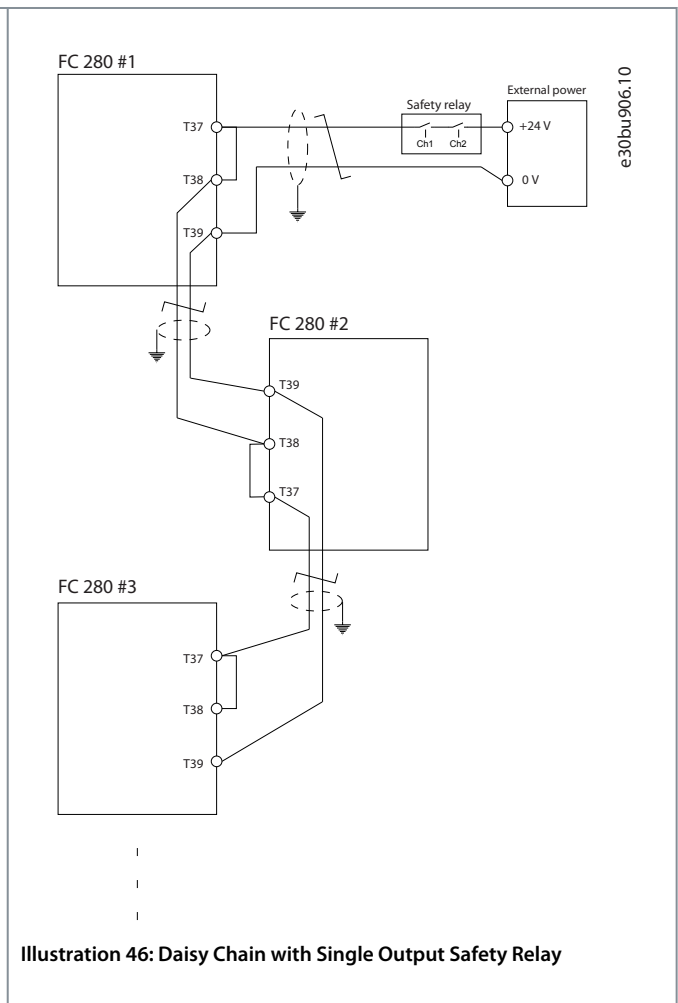 FC 280 #1
T37
T38
T39
Safety relay
Ch1 Ch2
External power
+24 V
0 V
e30bu906.10
FC 280 #2
T39
T38
T37
FC 280 #3
T37
T38
T39
Illustration 46: Daisy Chain with Single Output Safety Relay